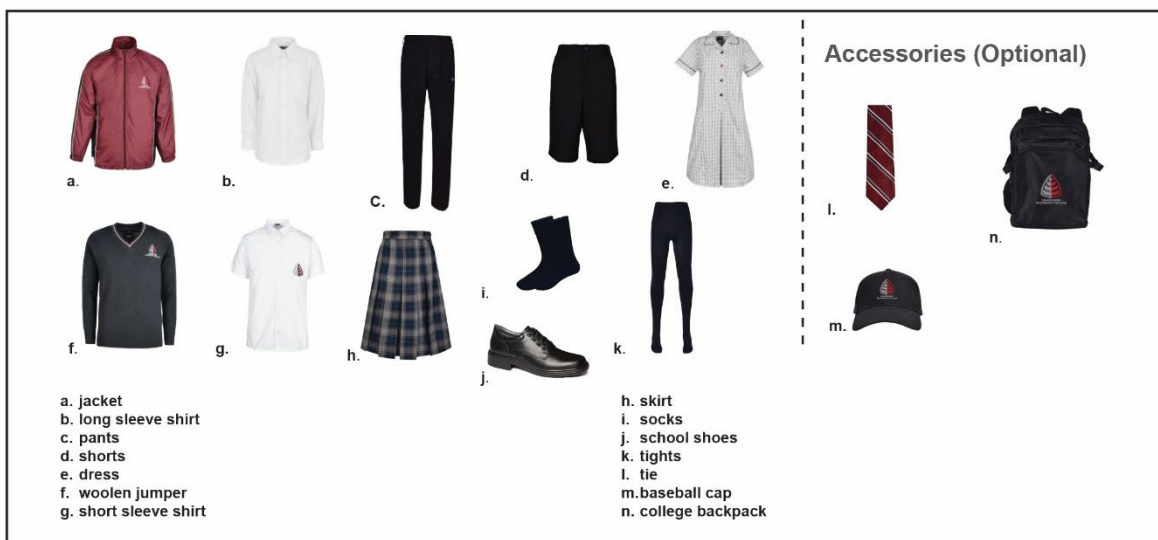 Accessories (Optional)
a.
b.
C.
d.
e.
l.
n.
f.
g.
h.
i.
j.
k.
m.
a. jacket
b. long sleeve shirt
c. pants
d. shorts
e. dress
f. woolen jumper
g. short sleeve shirt
h. skirt
i. socks
j. school shoes
k. tights
l. tie
m.baseball cap
n. college backpack